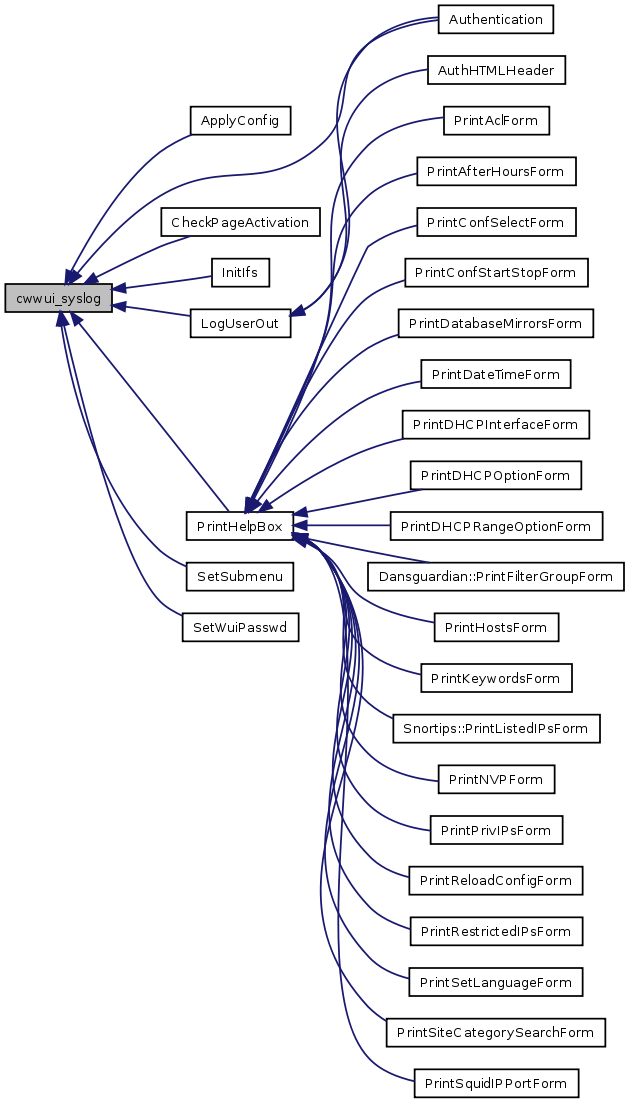 Authentication
AuthHTMLHeader
ApplyConfig
PrintAclForm
PrintAfterHoursForm
CheckPageActivation
PrintConfSelectForm
InitIfs
PrintConfStartStopForm
cwwui_syslog
LogUserOut
PrintDatabaseMirrorsForm
PrintDateTimeForm
PrintDHCPInterfaceForm
PrintDHCPOptionForm
PrintHelpBox
PrintDHCPRangeOptionForm
SetSubmenu
Dansguardian::PrintFilterGroupForm
SetWuiPasswd
PrintHostsForm
PrintKeywordsForm
Snortips::PrintListedIPsForm
PrintNVPForm
PrintPrivIPsForm
PrintReloadConfigForm
PrintRestrictedIPsForm
PrintSetLanguageForm
PrintSiteCategorySearchForm
PrintSquidIPPortForm